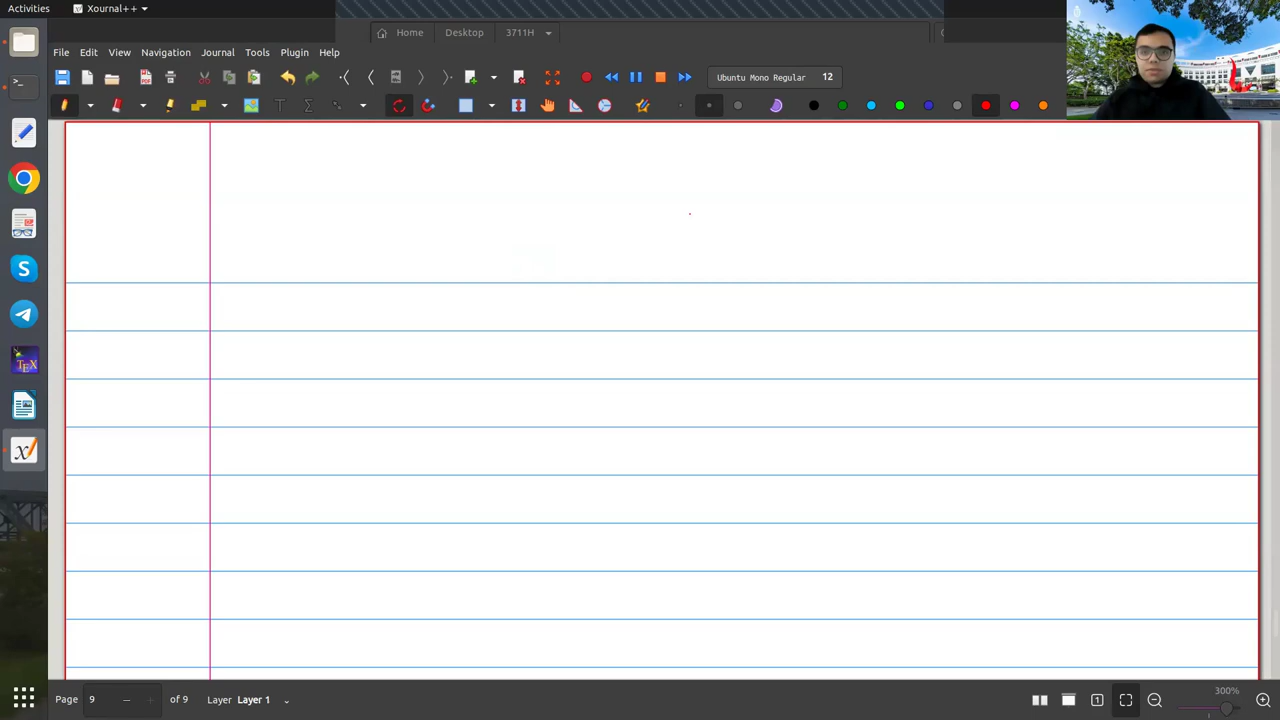 Activities Xournal++
Home Desktop 3711H
File Edit View Navigation Journal Tools Plugin Help
Ubuntu Mono Regular 12
Page 9 of 9 Layer Layer 1 300%